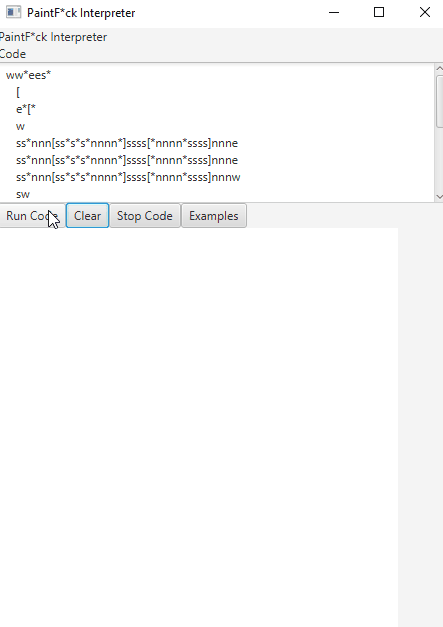 PaintF*ck Interpreter
PaintF*ck Interpreter
Code
ww*ees*
[
e*[*
w
ss*nnn[ss*s*s*nnnn*]ssss[*nnnn*ssss]nnne
ss*nnn[ss*s*s*nnnn*]ssss[*nnnn*ssss]nnne
ss*nnn[ss*s*s*nnnn*]ssss[*nnnn*ssss]nnnw
sw
Run Code Clear Stop Code Examples